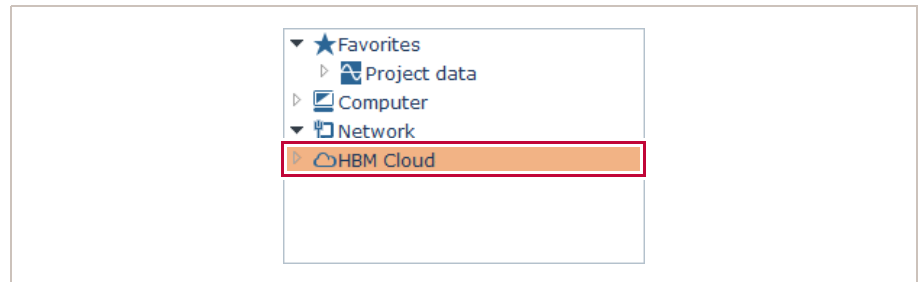 Favorites
Project data
Computer
Network
HBM Cloud